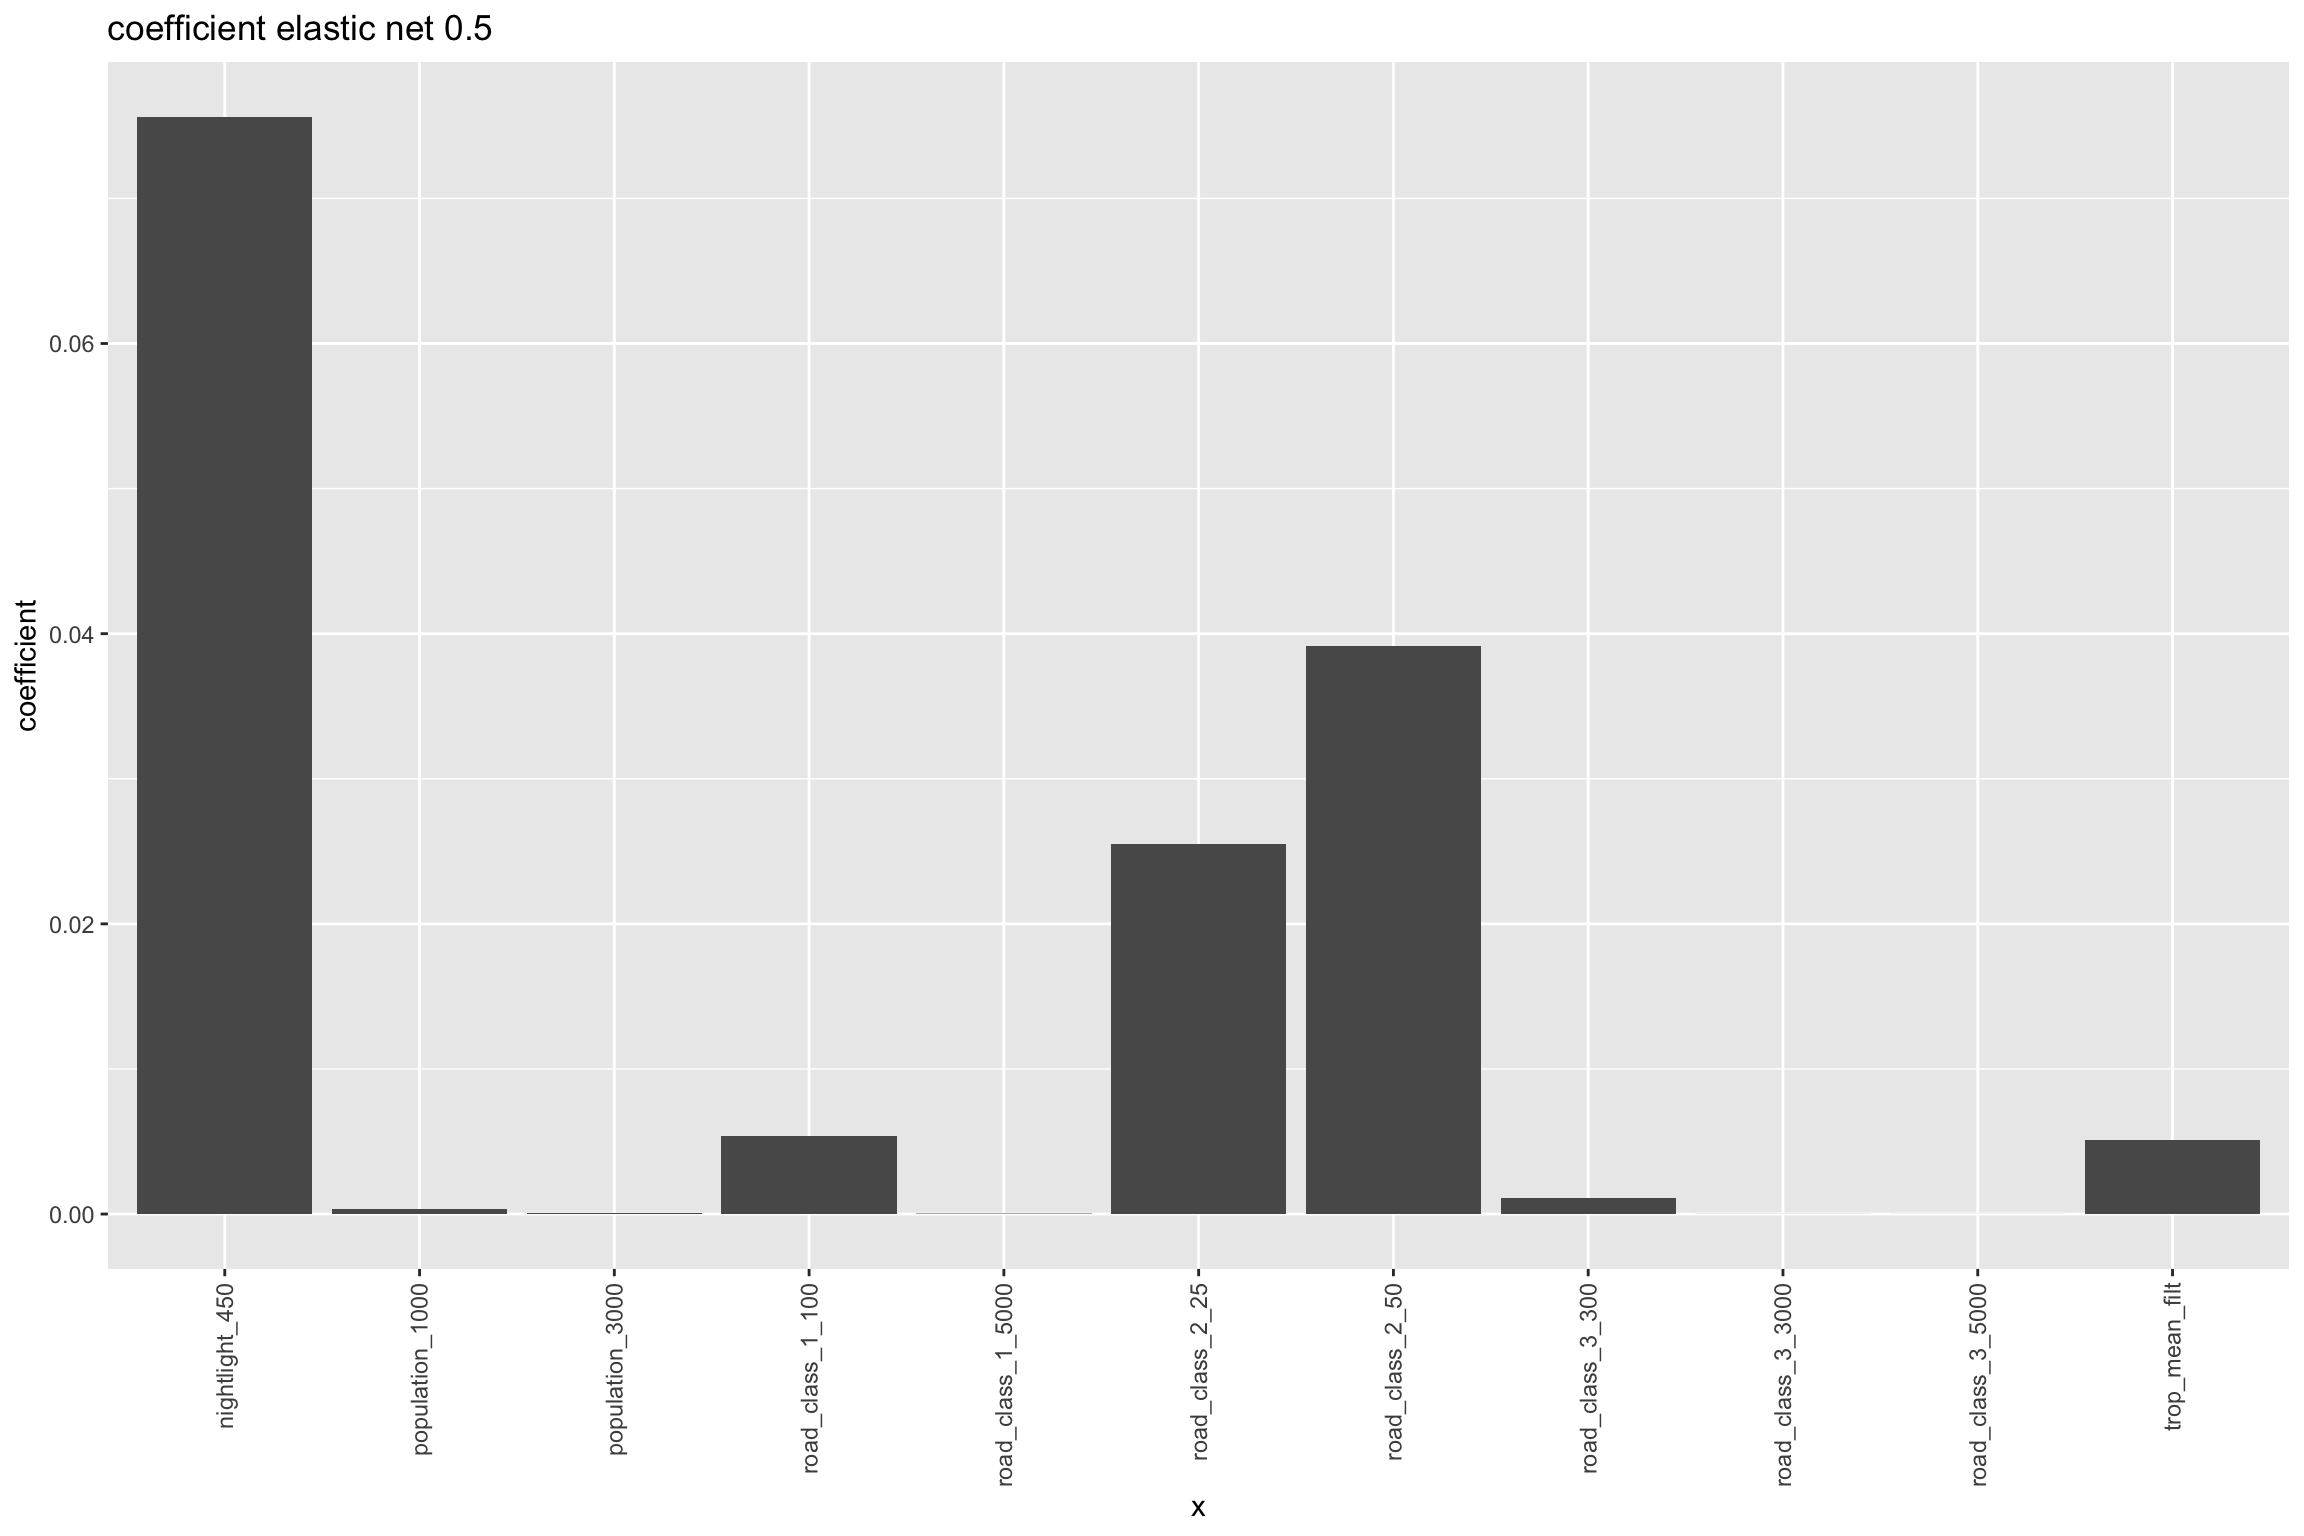 coefficient elastic net 0.5
coefficient
0.06
0.04
0.02
0.00
nightlight_450
population_1000
population_3000
road_class_1_100
road_class_1_5000
road_class_2_25
road_class_2_50
road_class_3_300
road_class_3_3000
road_class_3_5000
trop_mean_filt
x